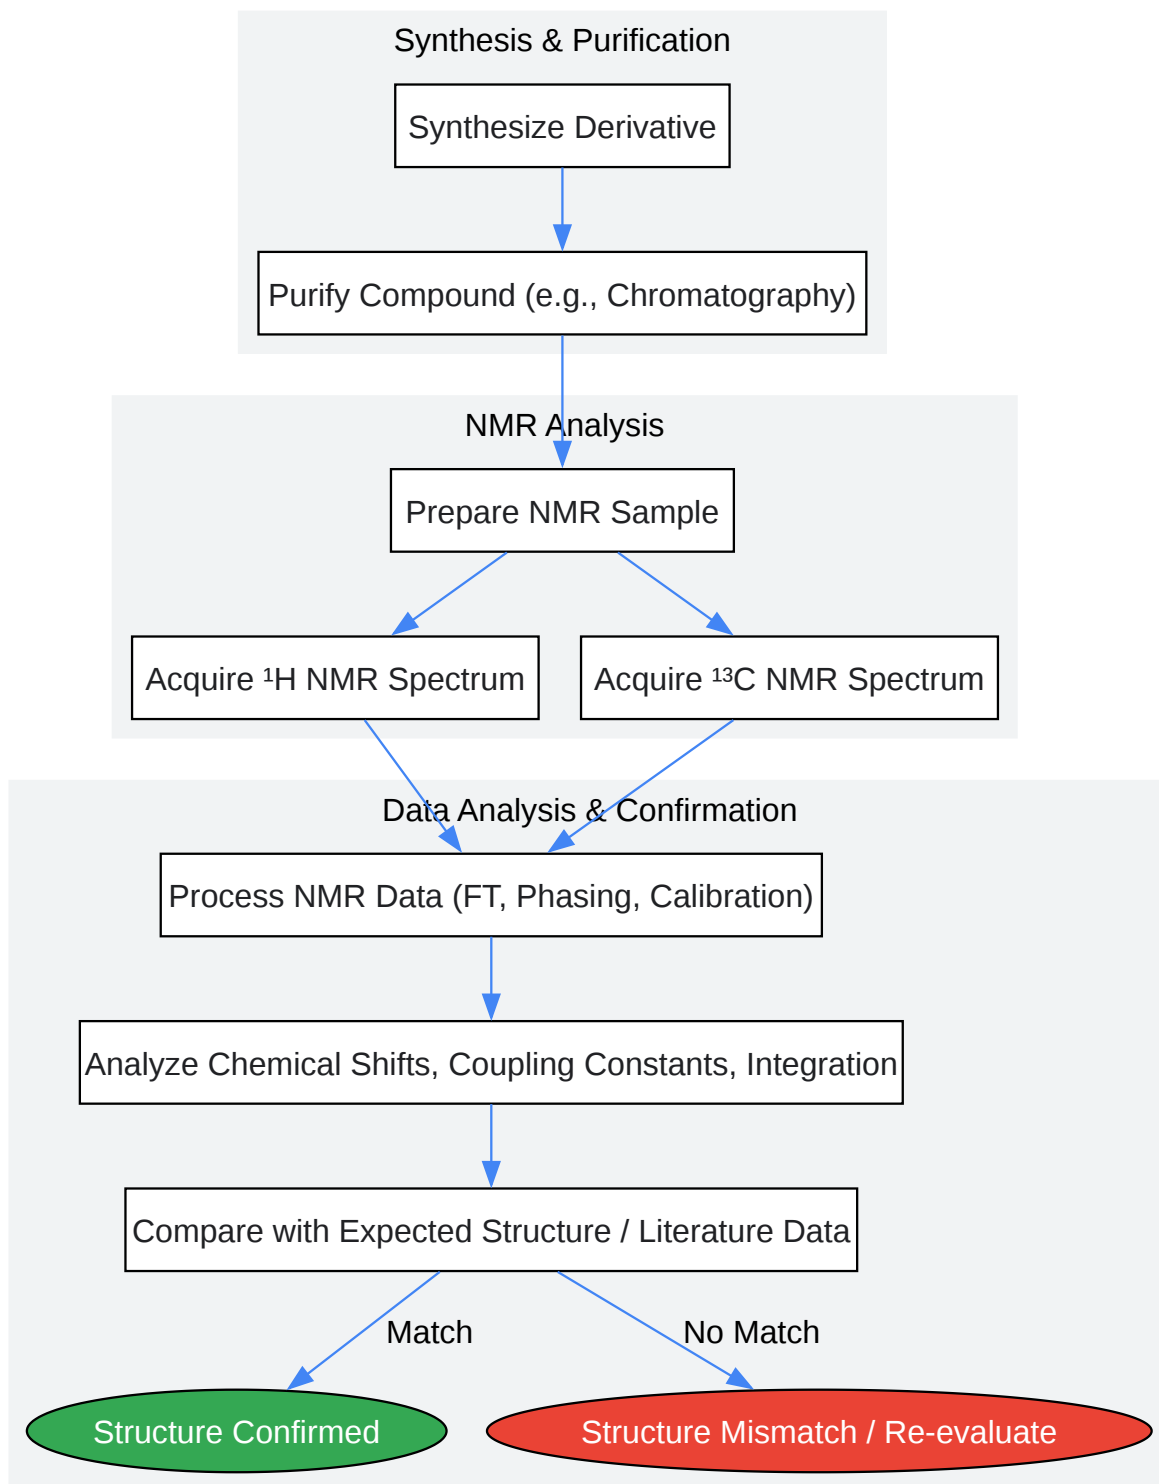 Synthesis & Purification
Synthesize Derivative
Purify Compound (e.g., Chromatography)
NMR Analysis
Prepare NMR Sample
Acquire ¹H NMR Spectrum
Acquire ¹³C NMR Spectrum
Data Analysis & Confirmation
Process NMR Data (FT, Phasing, Calibration)
Analyze Chemical Shifts, Coupling Constants, Integration
Compare with Expected Structure / Literature Data
Match
No Match
Structure Confirmed
Structure Mismatch / Re-evaluate